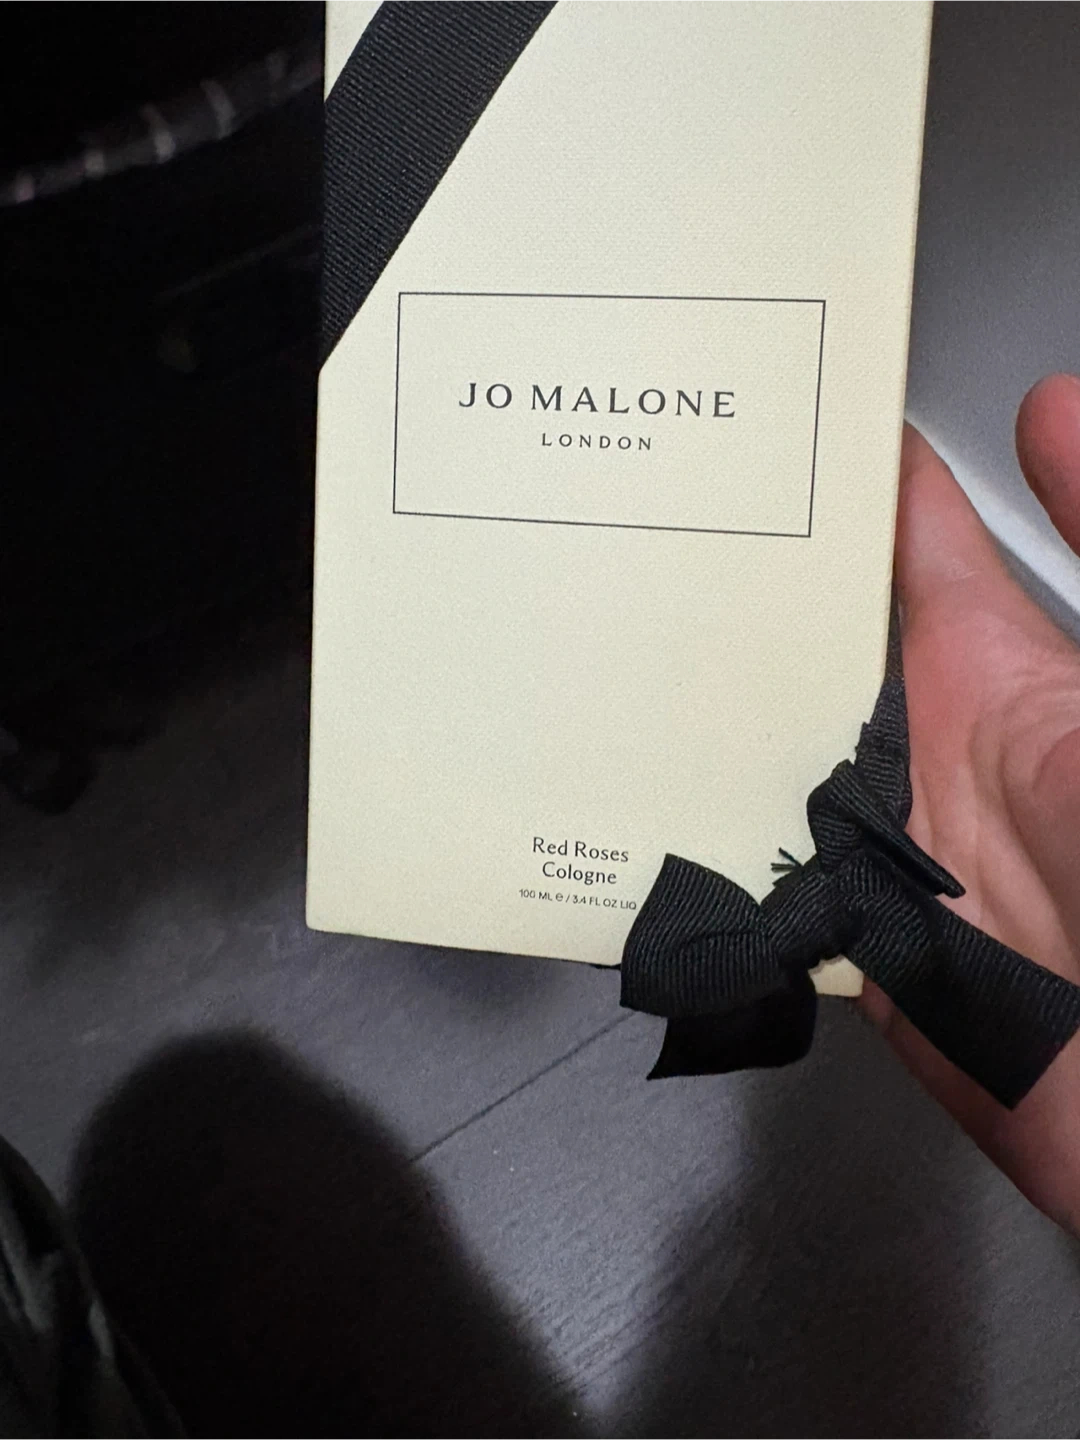 JO MALONE
LONDON
Red Roses
Cologne
100 ML e / 3.4 FL OZ LIQ